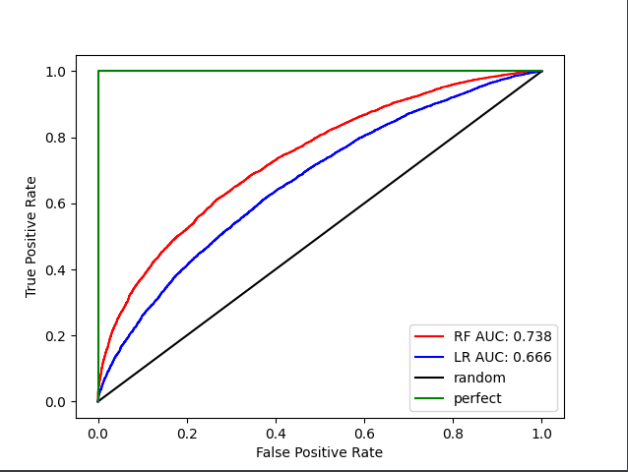 1.0
0.8
0.6
0.4
0.2
0.0
True Positive Rate
RF AUC: 0.738
LR AUC: 0.666
random
perfect
0.0 0.2 0.4 0.6 0.8 1.0
False Positive Rate